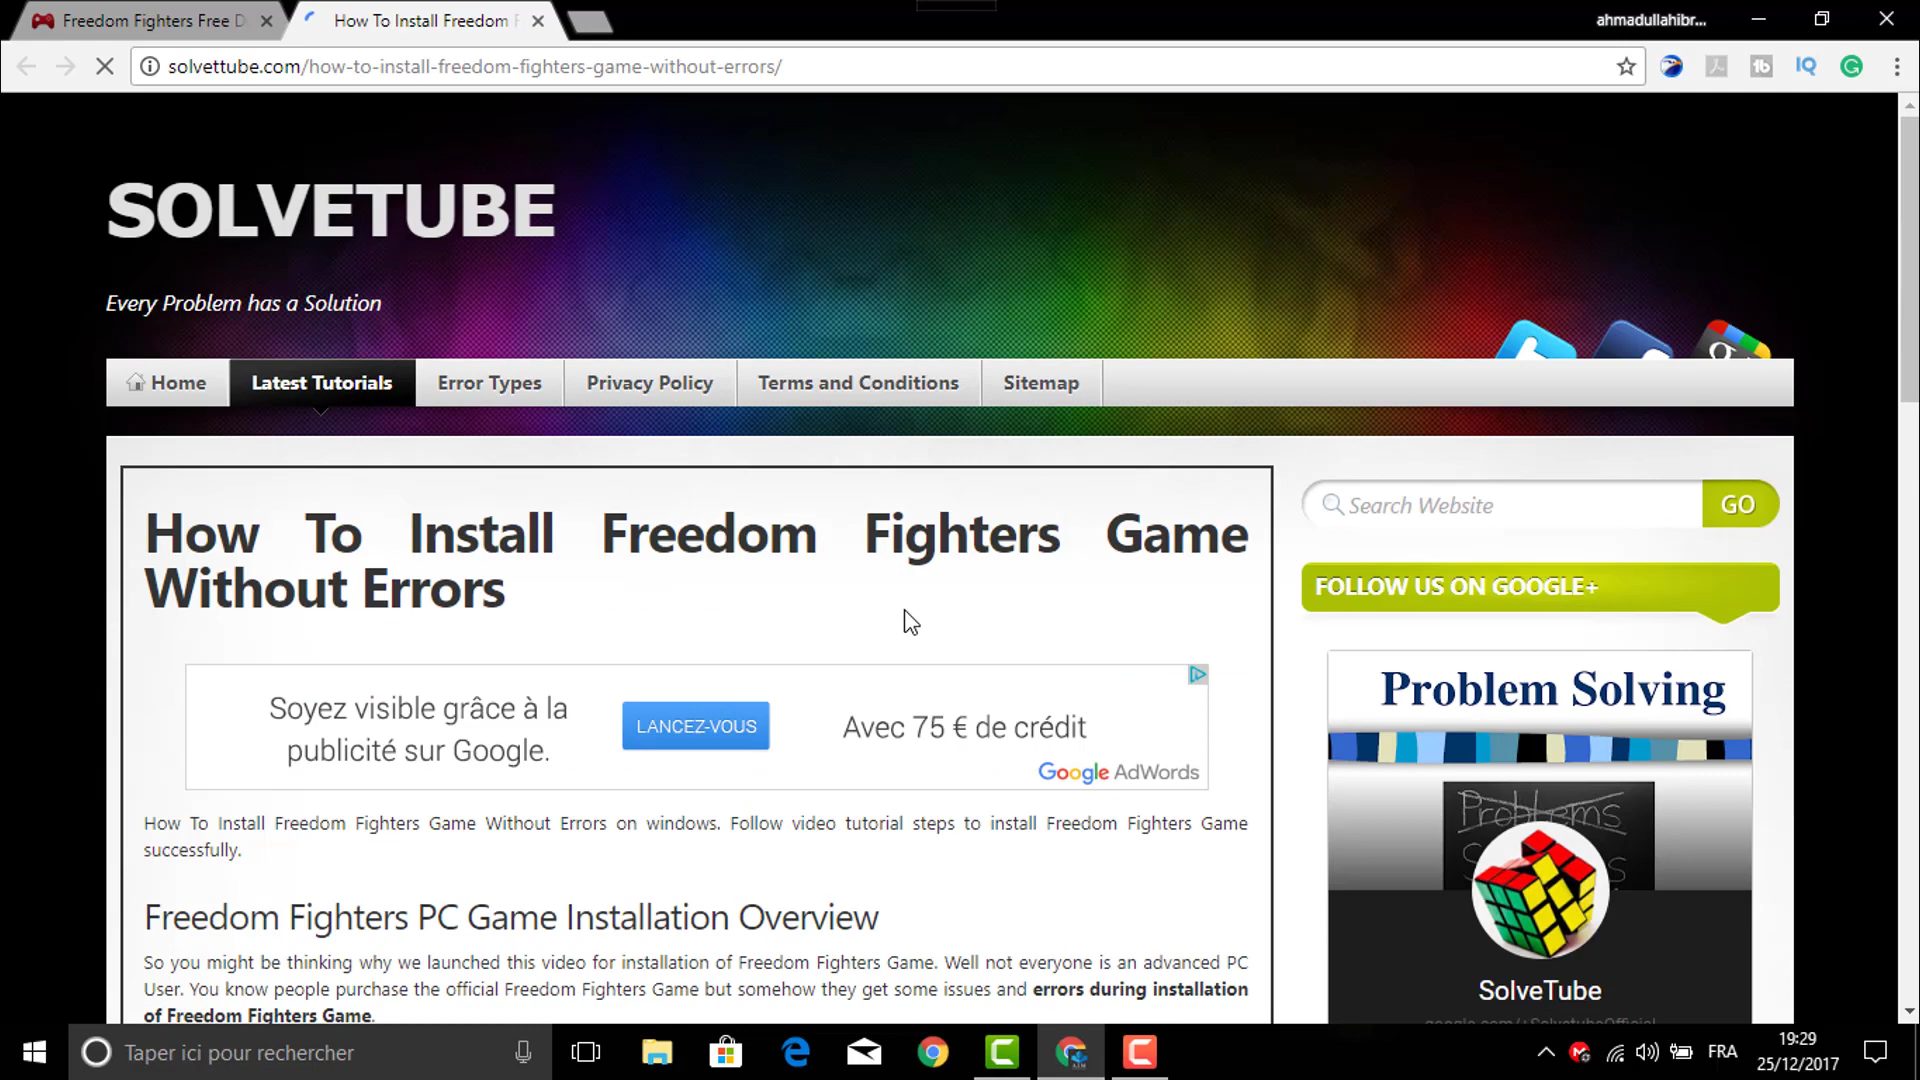 Freedom Fighters Free D
How To Install Freedom F
ahmadullahibr...
solvettube.com/how-to-install-freedom-fighters-game-without-errors/
SOLVETUBE
Every Problem has a Solution
Home
Latest Tutorials
Error Types
Privacy Policy
Terms and Conditions
Sitemap
How To Install Freedom Fighters Game
Without Errors
Search Website
GO
FOLLOW US ON GOOGLE+
Soyez visible grâce à la
publicité sur Google.
LANCEZ-VOUS
Avec 75 € de crédit
Google AdWords
Problem Solving
Problems
How To Install Freedom Fighters Game Without Errors on windows. Follow video tutorial steps to install Freedom Fighters Game
successfully.
Freedom Fighters PC Game Installation Overview
So you might be thinking why we launched this video for installation of Freedom Fighters Game. Well not everyone is an advanced PC
User. You know people purchase the official Freedom Fighters Game but somehow they get some issues and errors during installation
of Freedom Fighters Game.
SolveTube
google.com/+SolvetubeOfficial
Taper ici pour rechercher
FRA
19:29
25/12/2017